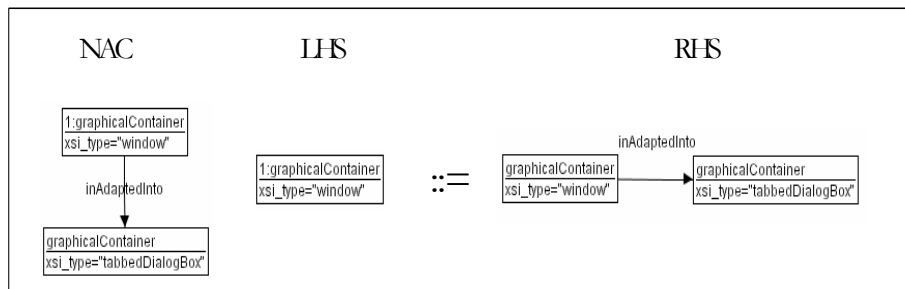 NAC
LHS
RHS
1:graphicalContainer
xsi_type="window"
inAdaptedInto
graphicalContainer
xsi_type="tabbedDialogBox"
1:graphicalContainer
xsi_type="window"
::=
inAdaptedInto
graphicalContainer
xsi_type="window"
graphicalContainer
xsi_type="tabbedDialogBox"